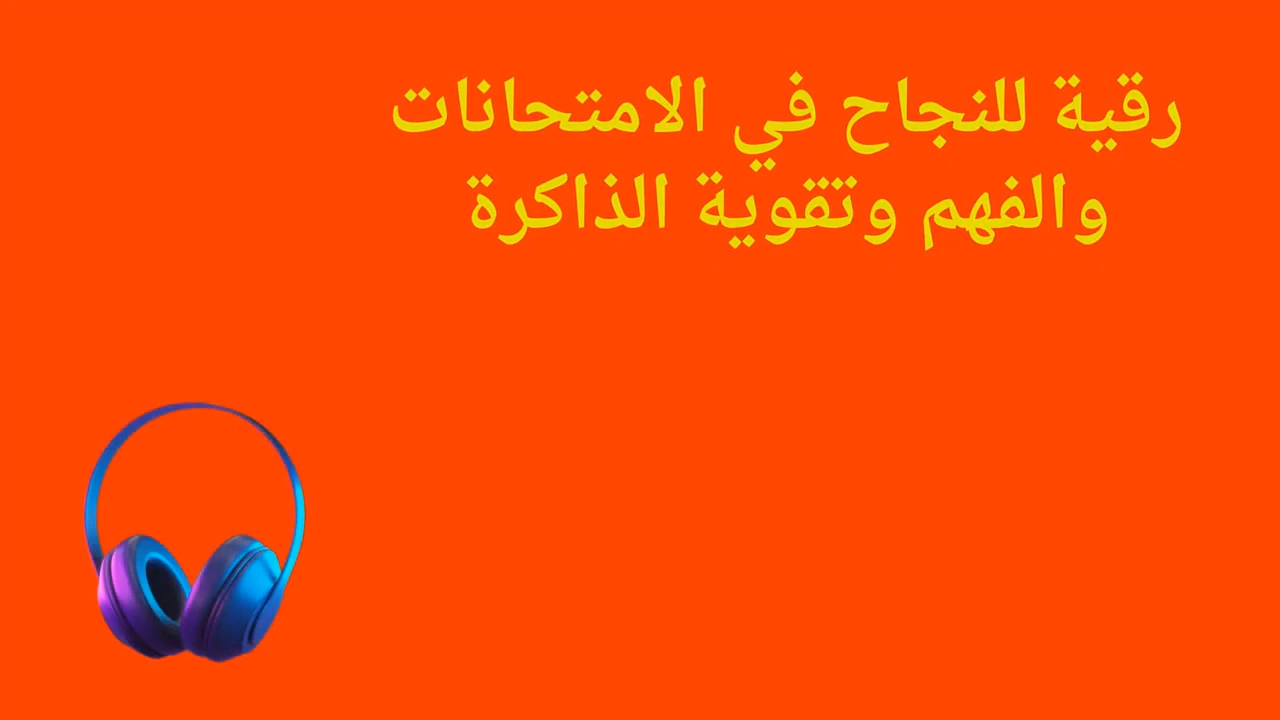 رقية للنجاح في الامتحانات
والفهم وتقوية الذاكرة